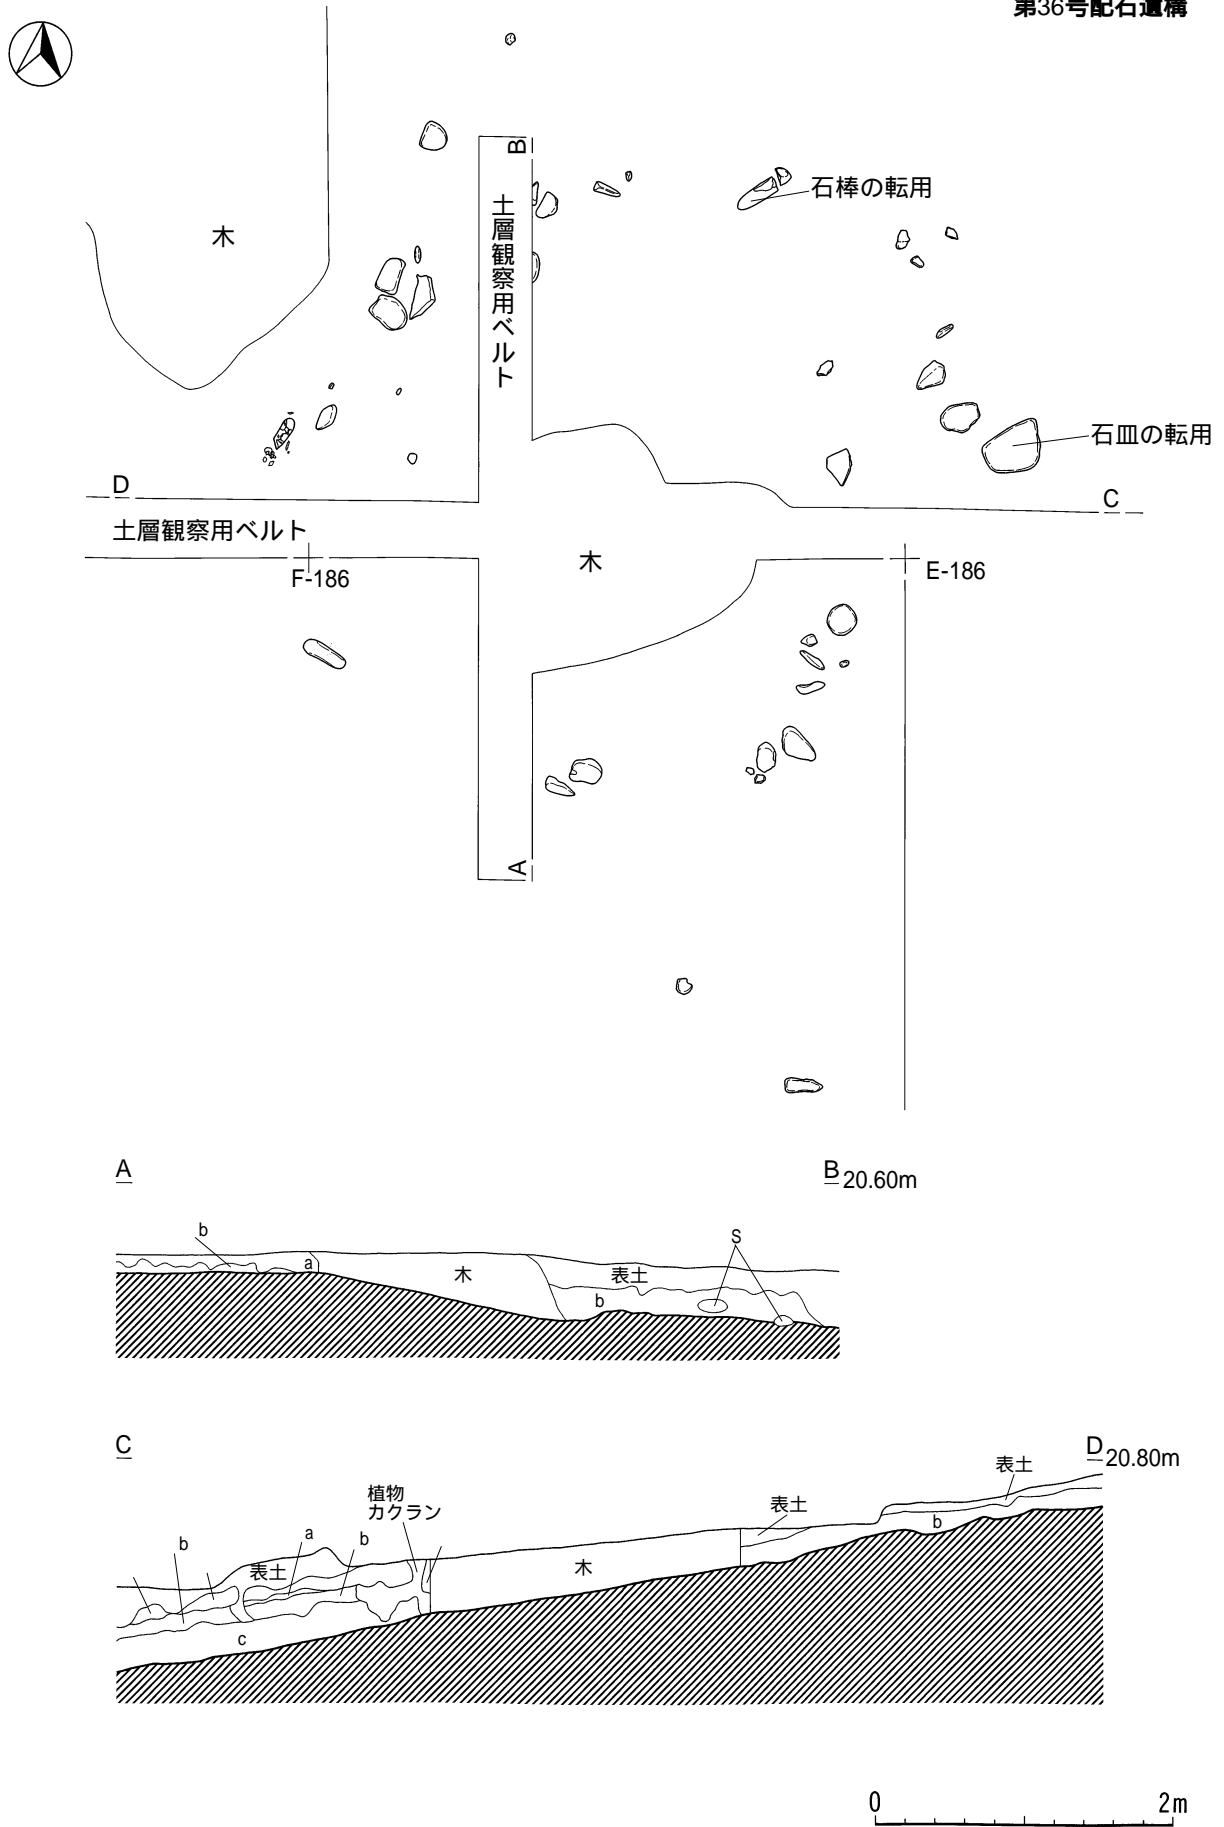 第36号配石遺構
B
石棒の転用
土層観察用ベルト
木
石皿の転用
D
C
土層観察用ベルト
木
F-186
E-186
A
A
B 20.60m
b
S
a
木
表土
b
C
D 20.80m
表土
植物
カクラン
表土
a
b
b
b
表土
木
c
0
2m